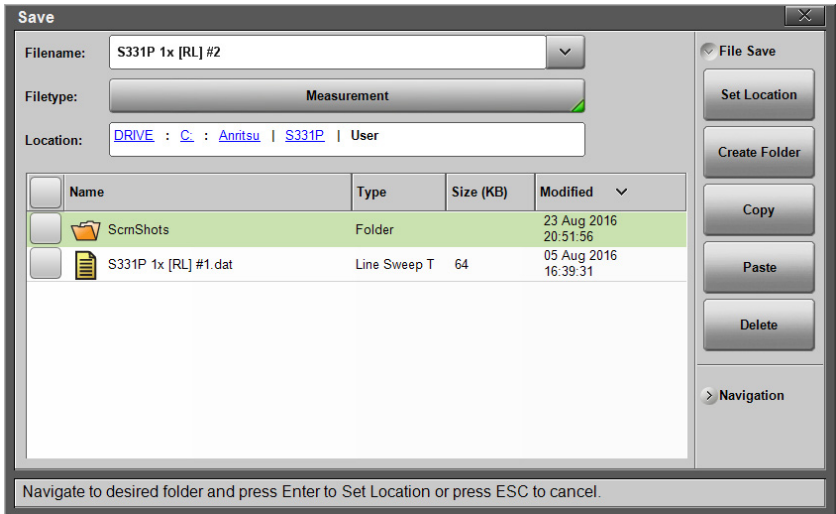 Save
Filename: S331P 1x [RL] #2
File Save
Filetype: Measurement
Set Location
Location: DRIVE : C: : Anritsu | S331P | User
Create Folder
Name Type Size (KB) Modified
Copy
ScrnShots Folder 23 Aug 2016
20:51:56
S331P 1x [RL] #1.dat Line Sweep T 64 05 Aug 2016
16:39:31
Paste
Delete
Navigation
Navigate to desired folder and press Enter to Set Location or press ESC to cancel.